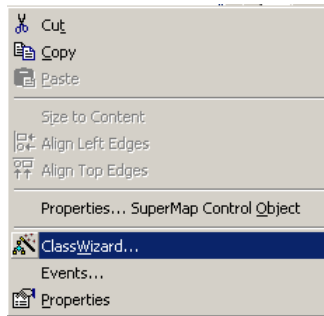 Cut
Copy
Paste
Size to Content
Align Left Edges
Align Top Edges
Properties... SuperMap Control Object
ClassWizard...
Events...
Properties